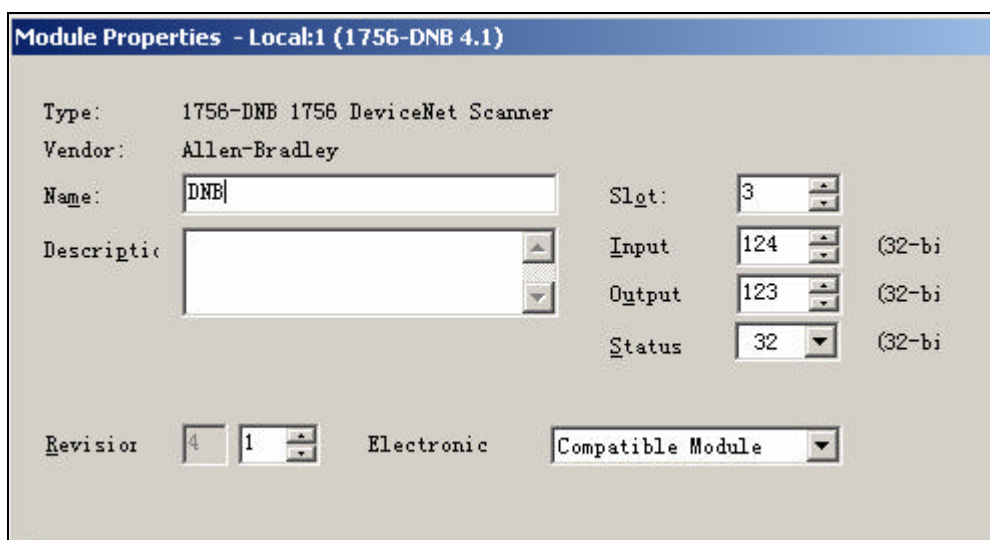 Module Properties - Local:1 (1756-DNB 4.1)
Type: 1756-DNB 1756 DeviceNet Scanner
Vendor: Allen-Bradley
Name: DNB Slot: 3
Descriptic Input 124 (32-bi
Output 123 (32-bi
Status 32 (32-bi
Revisior 4 1 Electronic Compatible Module